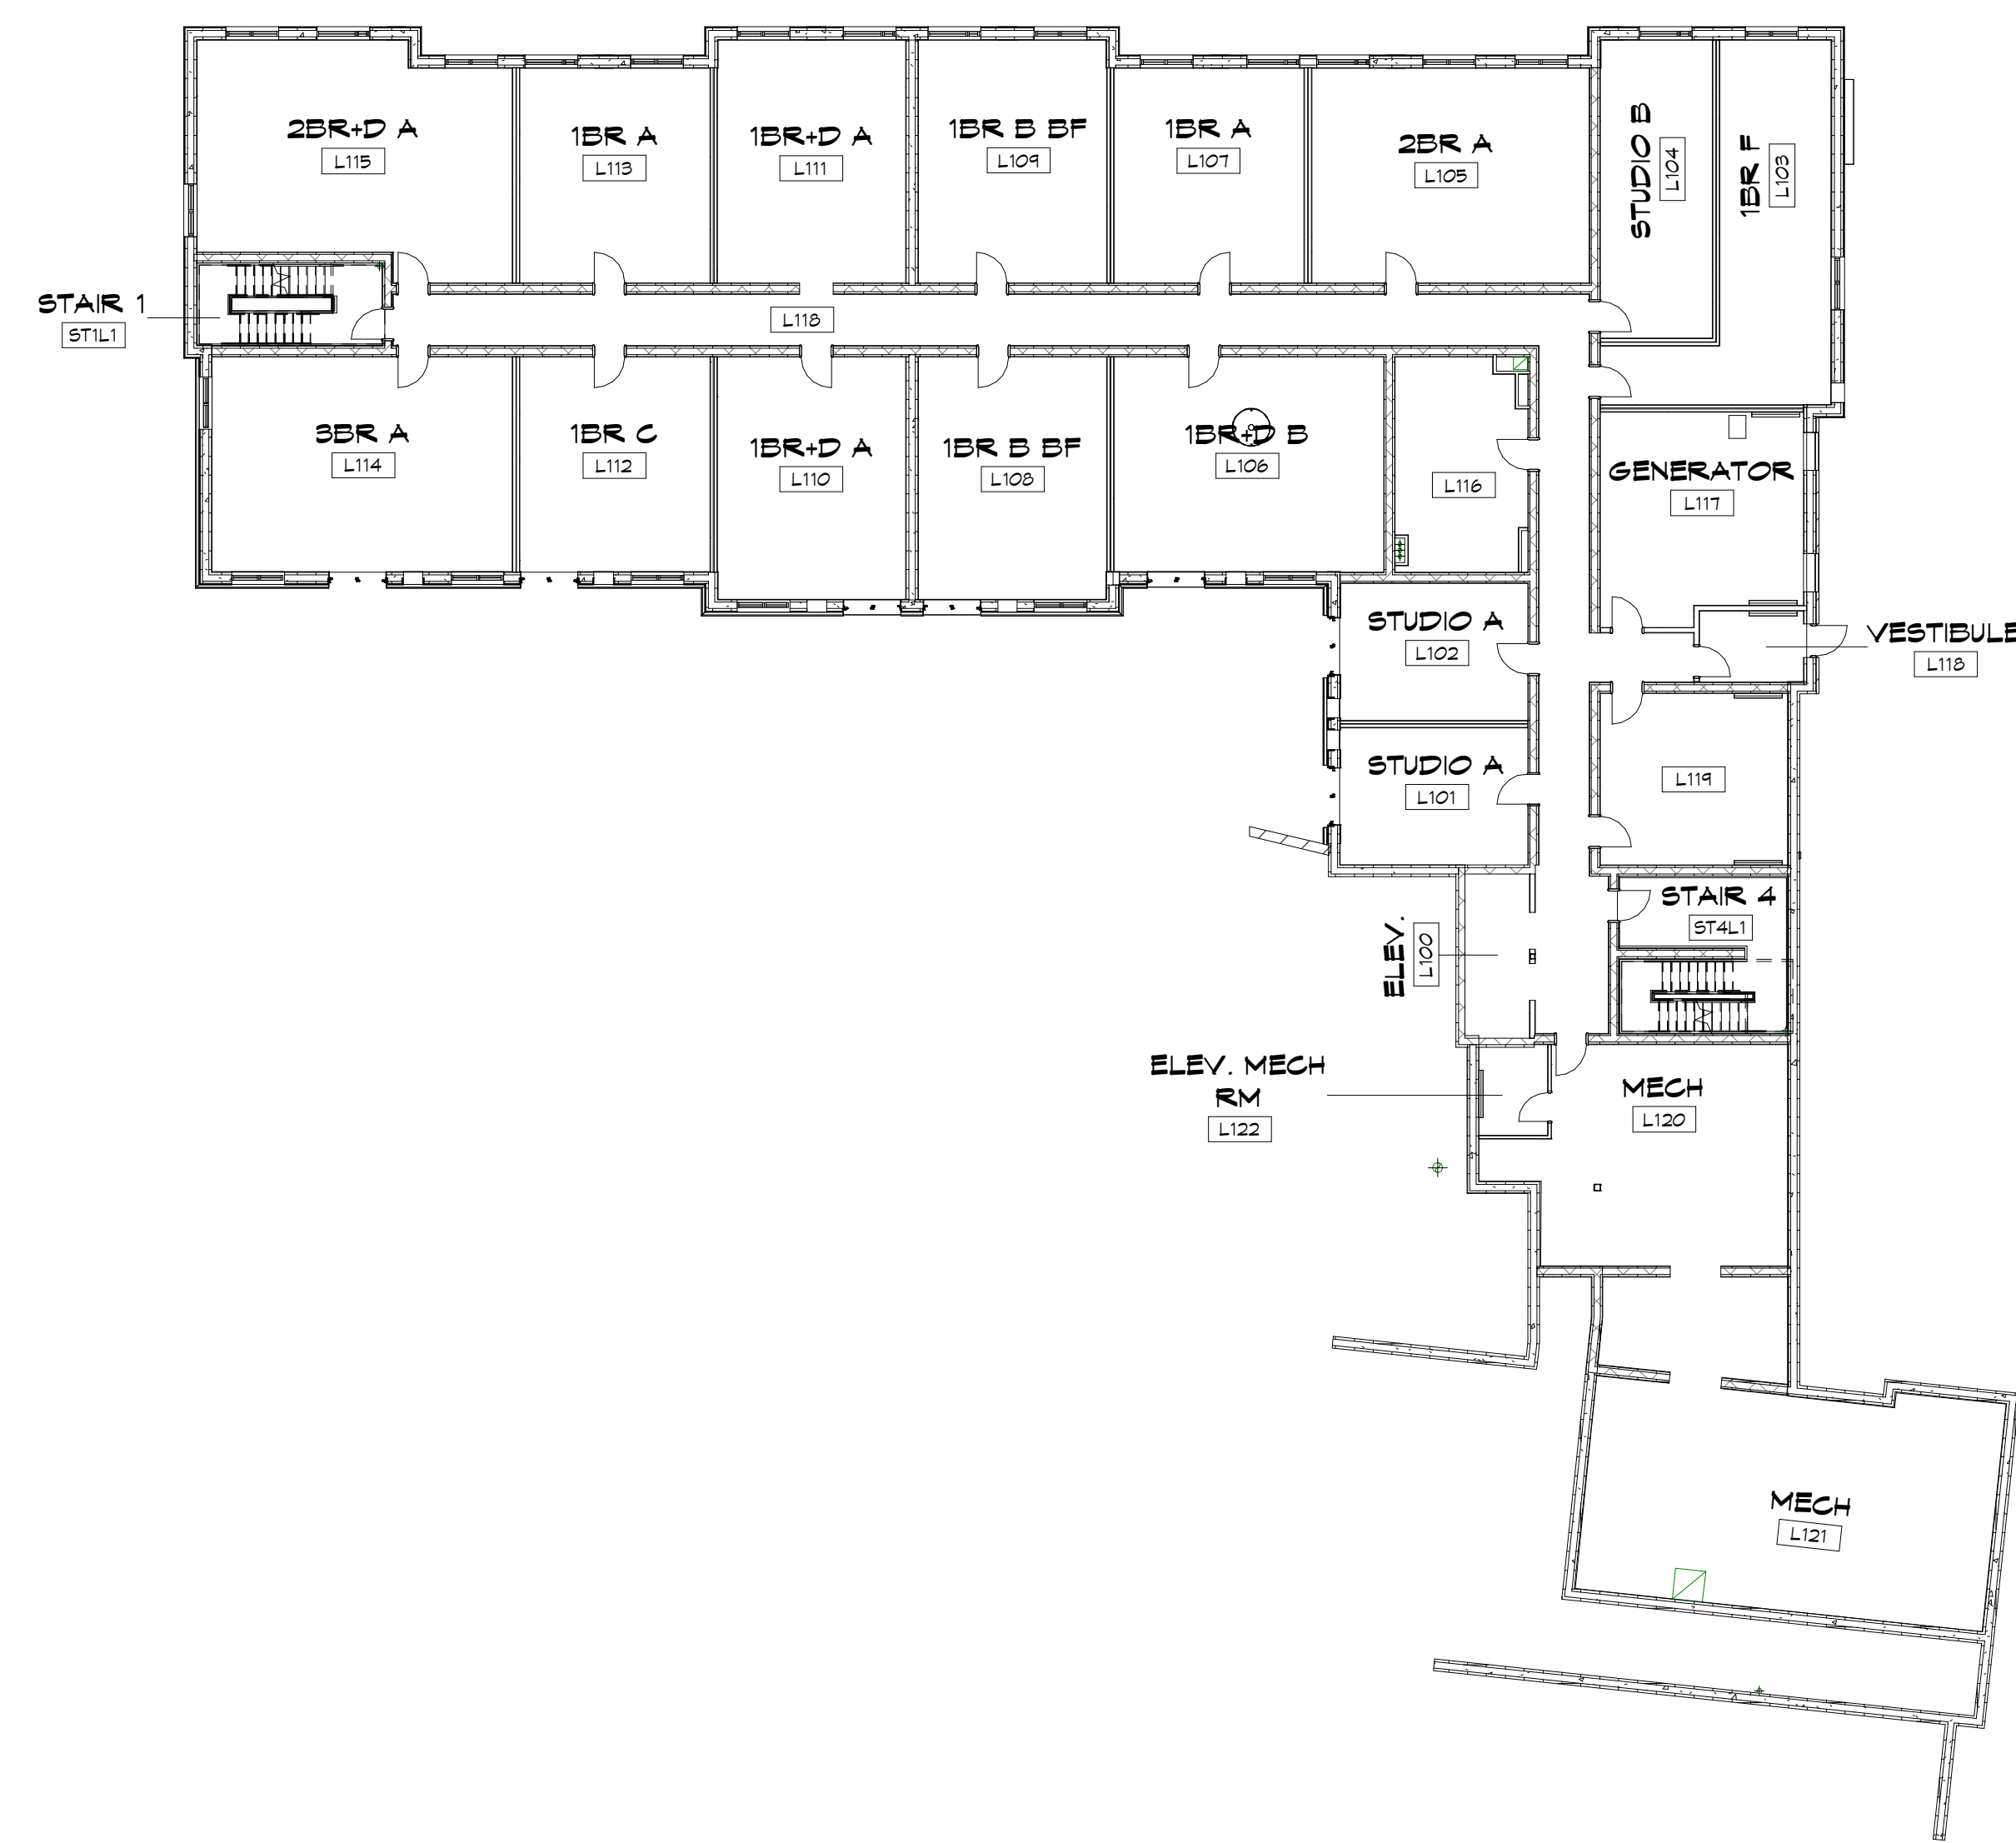 2BR+D A
L115
1BR A
L113
1BR+D A
L111
1BR B BF
L109
1BR A
L107
2BR A
L105
STUDIO B
L104
1BR F
L103
STAIR 1
ST1L1
L118
3BR A
L114
1BR C
L112
1BR+D A
L110
1BR B BF
L108
1BR+D B
L106
L116
GENERATOR
L117
STUDIO A
L102
VESTIBULE
L118
STUDIO A
L101
L119
STAIR 4
ST4L1
ELEV.
L100
ELEV. MECH
RM
L122
MECH
L120
MECH
L121